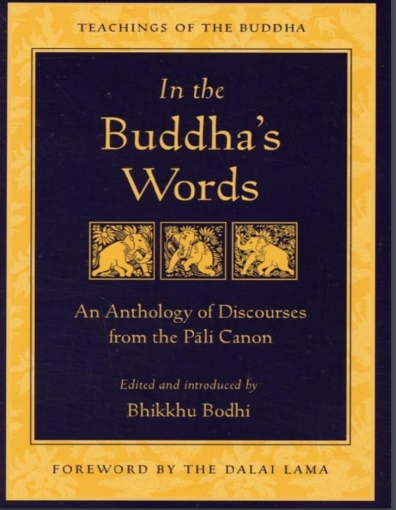 TEACHINGS OF THE BUDDHA
In the
Buddha's
Words
An Anthology of Discourses
from the Pāli Canon
Edited and introduced by
Bhikkhu Bodhi
FOREWORD BY THE DALAI LAMA